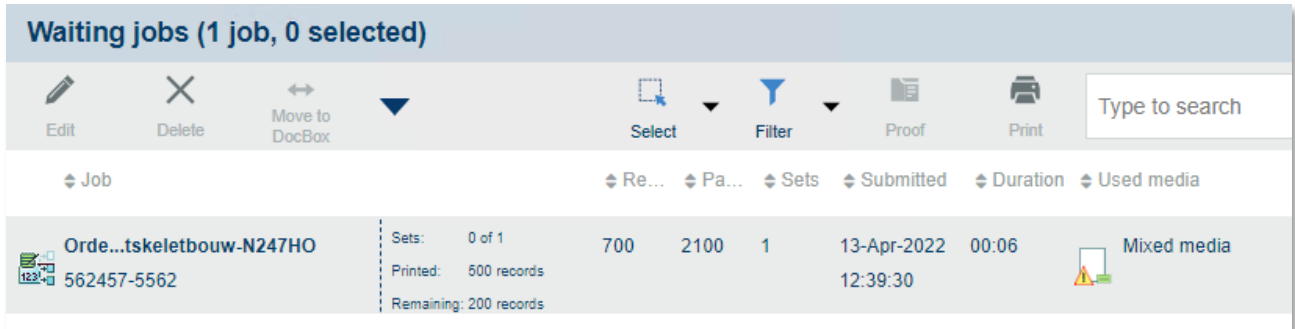 Waiting jobs (1 job, 0 selected)
Edit
Delete
Move to
DocBox
Select
Filter
Proof
Print
Type to search
Job
Re...
Pa...
Sets
Submitted
Duration
Used media
Orde...tskeletbouw-N247HO
562457-5562
123
Sets: 0 of 1
Printed: 500 records
Remaining: 200 records
700
2100
1
13-Apr-2022
12:39:30
00:06
Mixed media